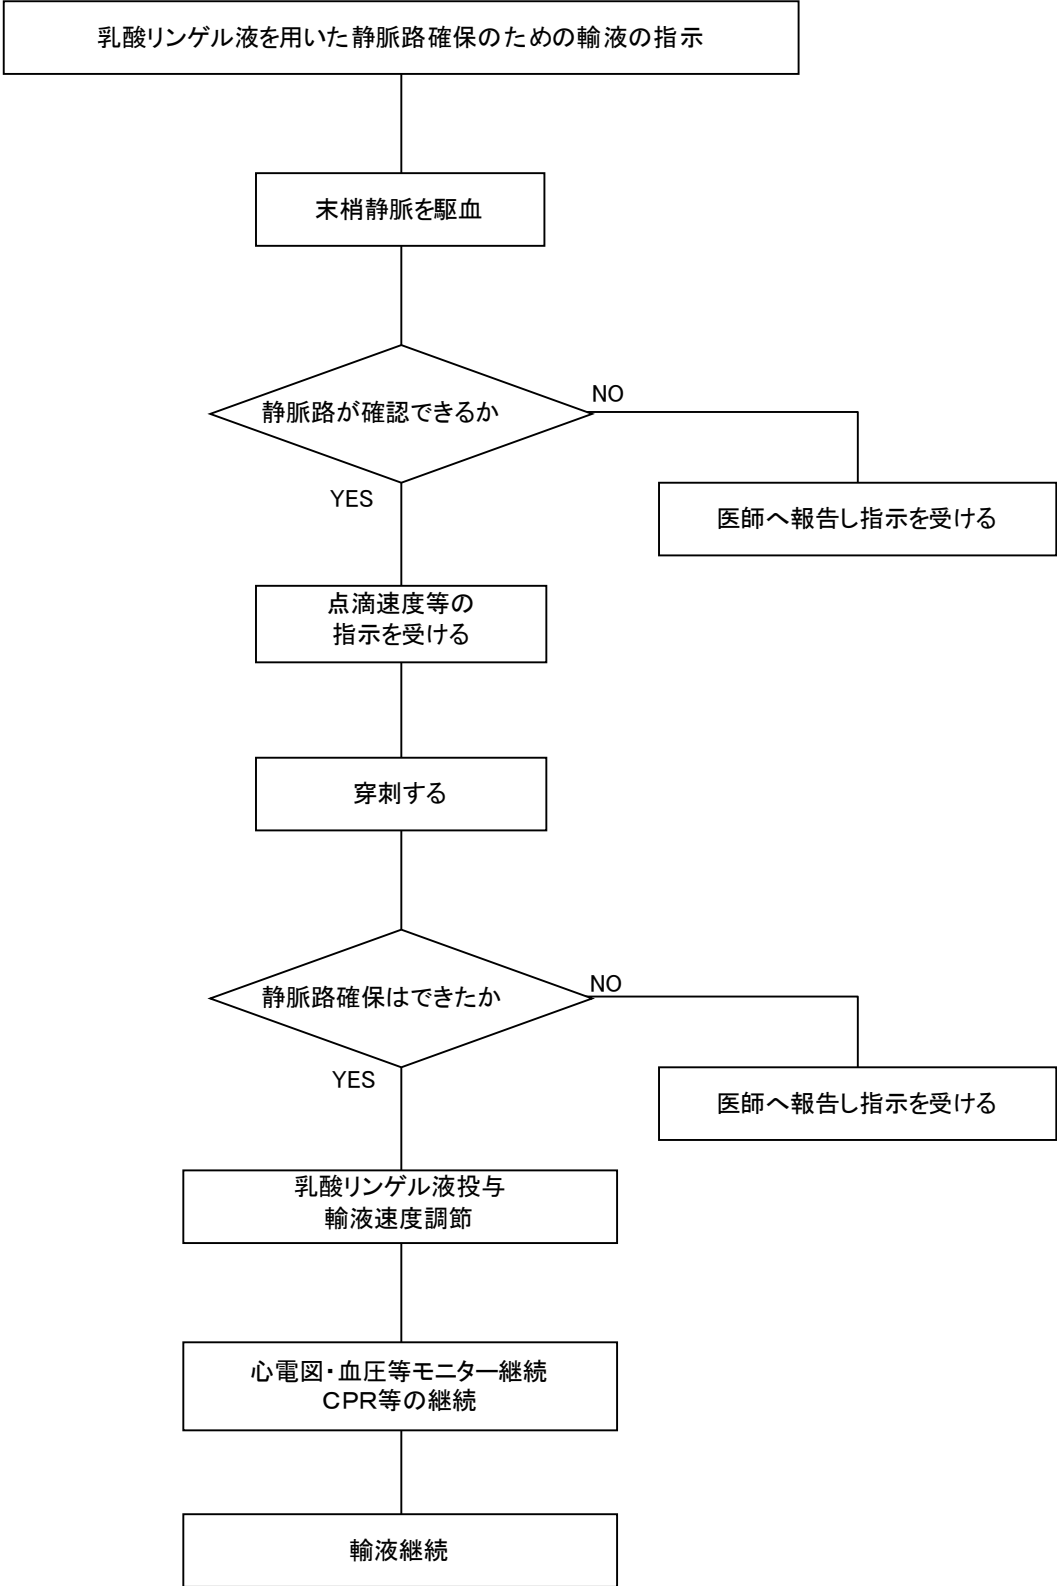 乳酸リンゲル液を用いた静脈路確保のための輸液の指示
末梢静脈を駆血
静脈路が確認できるか
NO
YES
医師へ報告し指示を受ける
点滴速度等の
指示を受ける
穿刺する
静脈路確保はできたか
NO
YES
医師へ報告し指示を受ける
乳酸リンゲル液投与
輸液速度調節
心電図・血圧等モニター継続
CPR等の継続
輸液継続